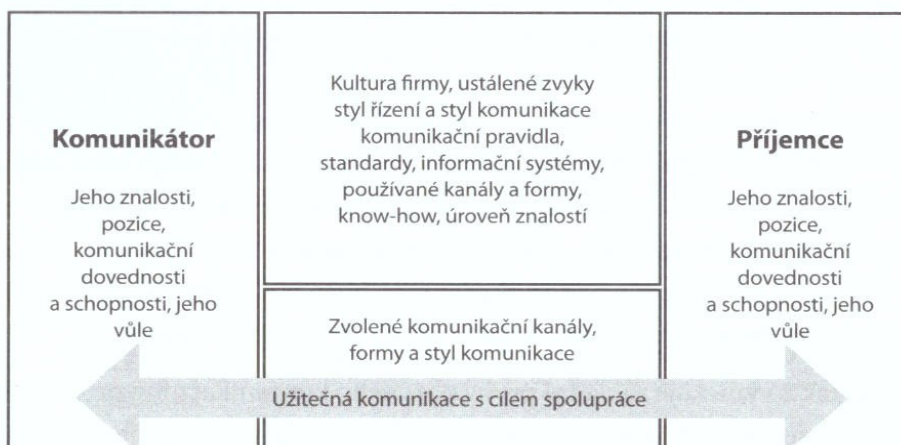 Komunikátor
Jeho znalosti,
pozice,
komunikační
dovednosti
a schopnosti, jeho
vůle
Kultura firmy, ustálené zvyky
styl řízení a styl komunikace
komunikační pravidla,
standardy, informační systémy,
používané kanály a formy,
know-how, úroveň znalostí
Zvolené komunikační kanály,
formy a styl komunikace
Příjemce
Jeho znalosti,
pozice,
komunikační
dovednosti
a schopnosti, jeho
vůle
Užitečná komunikace s cílem spolupráce